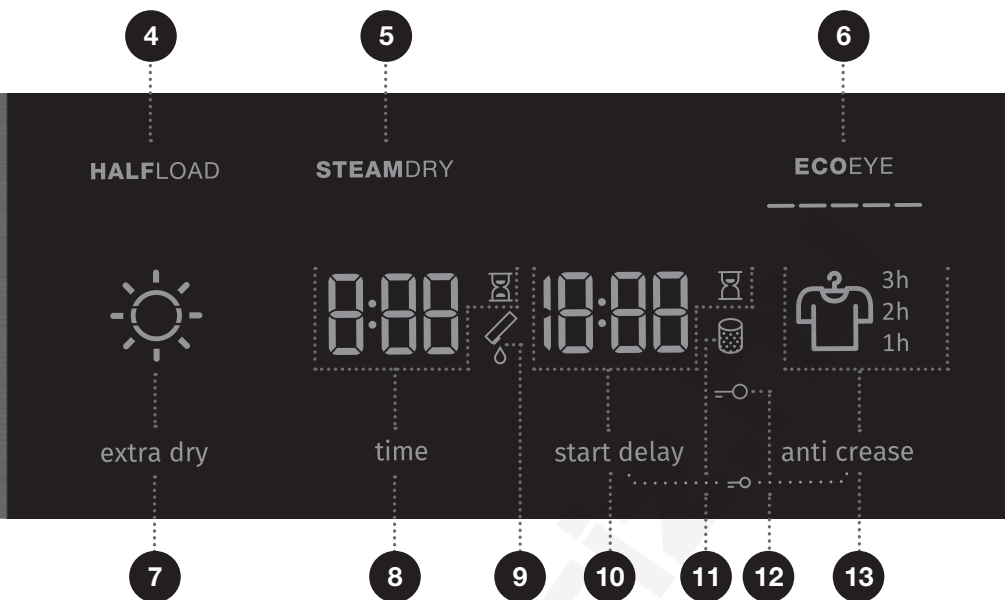 4 5 6
HALFLOAD STEAMDRY ECOEYE
8:88 18:88 3h
2h
1h
extra dry time start delay anti crease
7 8 9 10 11 12 13